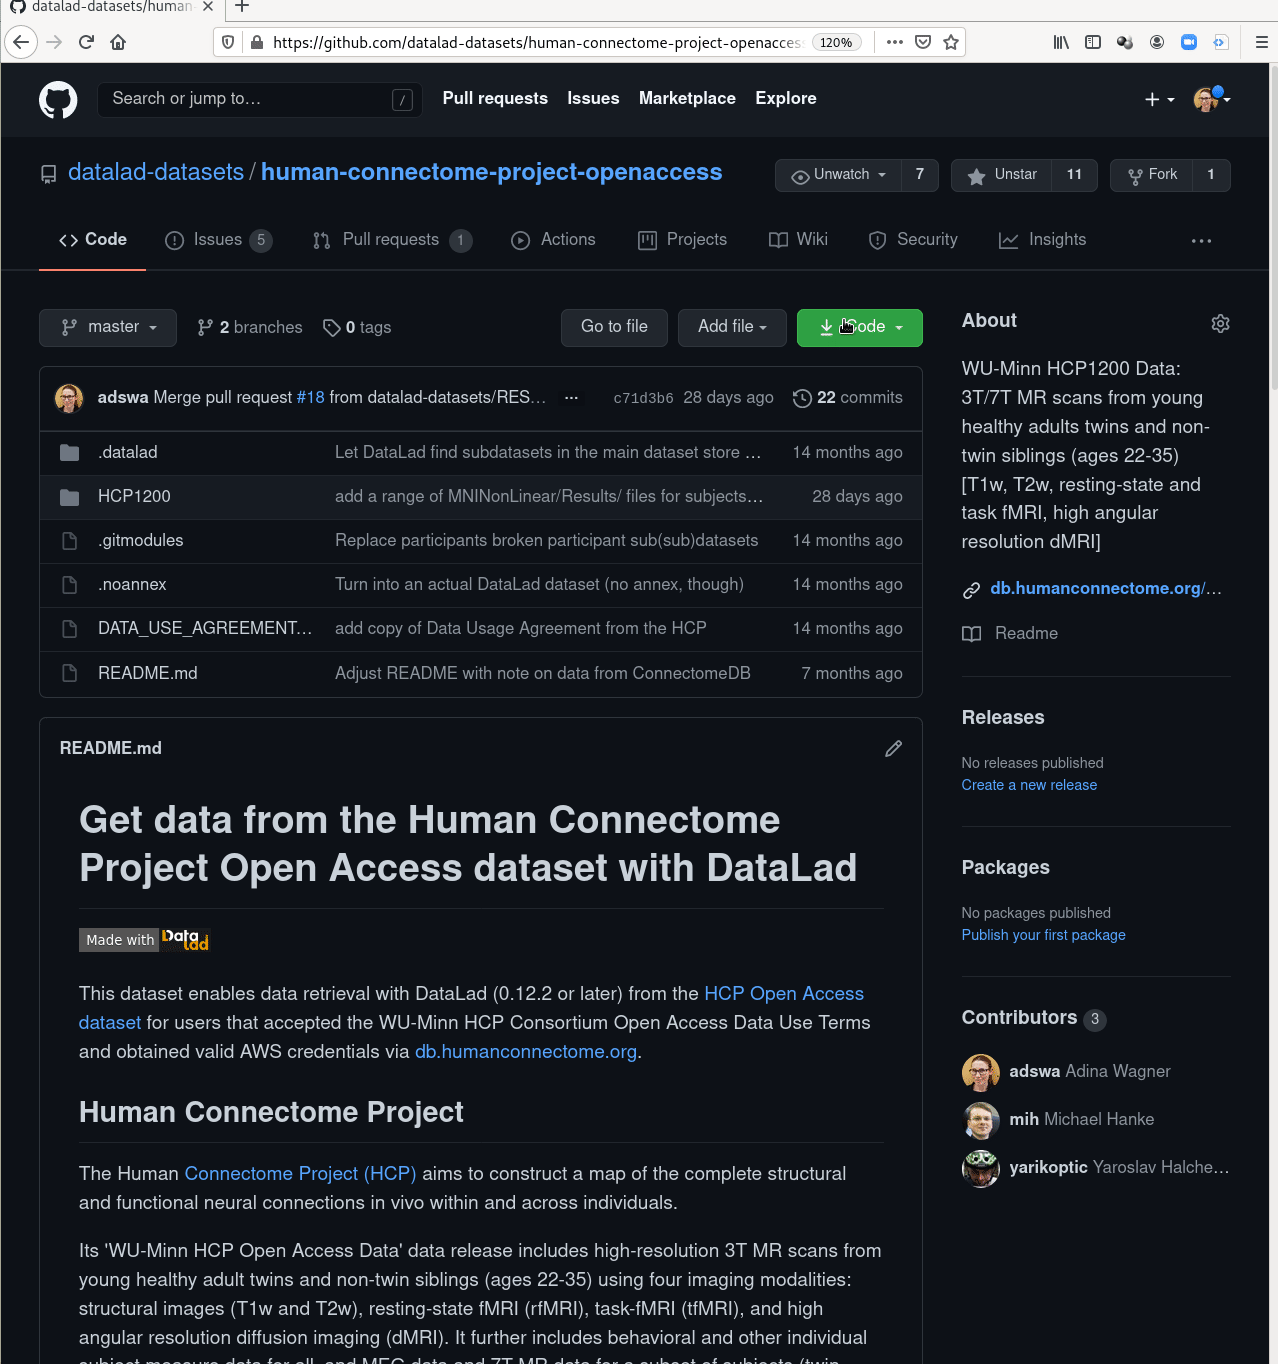 datalad-datasets/human-
https://github.com/datalad-datasets/human-connectome-project-openacces
120%
Search or jump to…
/
Pull requests
Issues
Marketplace
Explore
datalad-datasets / human-connectome-project-openaccess
Unwatch
7
Unstar
11
Fork
1
Code
Issues 5
Pull requests 1
Actions
Projects
Wiki
Security
Insights
master
2 branches
0 tags
Go to file
Add file
Code
adswa Merge pull request #18 from datalad-datasets/RES… ... c71d3b6 28 days ago 22 commits
.datalad Let DataLad find subdatasets in the main dataset store … 14 months ago
HCP1200 add a range of MNINonLinear/Results/ files for subjects… 28 days ago
.gitmodules Replace participants broken participant sub(sub)datasets 14 months ago
.noannex Turn into an actual DataLad dataset (no annex, though) 14 months ago
DATA_USE_AGREEMENT… add copy of Data Usage Agreement from the HCP 14 months ago
README.md Adjust README with note on data from ConnectomeDB 7 months ago
README.md
Get data from the Human Connectome
Project Open Access dataset with DataLad
Made with DataLad
This dataset enables data retrieval with DataLad (0.12.2 or later) from the HCP Open Access
dataset for users that accepted the WU-Minn HCP Consortium Open Access Data Use Terms
and obtained valid AWS credentials via db.humanconnectome.org.
Human Connectome Project
The Human Connectome Project (HCP) aims to construct a map of the complete structural
and functional neural connections in vivo within and across individuals.
Its 'WU-Minn HCP Open Access Data' data release includes high-resolution 3T MR scans from
young healthy adult twins and non-twin siblings (ages 22-35) using four imaging modalities:
structural images (T1w and T2w), resting-state fMRI (rfMRI), task-fMRI (tfMRI), and high
angular resolution diffusion imaging (dMRI). It further includes behavioral and other individual
subject measure data for all, and MEG data and 7T MR data for a subset of subjects (twin
About
WU-Minn HCP1200 Data:
3T/7T MR scans from young
healthy adults twins and non-
twin siblings (ages 22-35)
[T1w, T2w, resting-state and
task fMRI, high angular
resolution dMRI]
db.humanconnectome.org/…
Readme
Releases
No releases published
Create a new release
Packages
No packages published
Publish your first package
Contributors 3
adswa Adina Wagner
mih Michael Hanke
yarikoptic Yaroslav Halche…